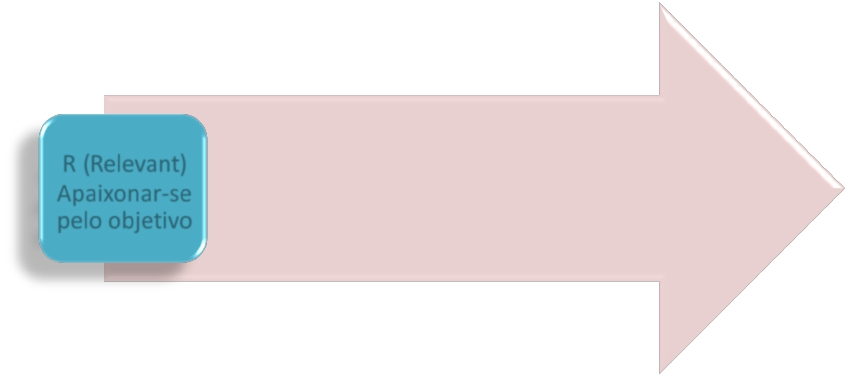 R (Relevant)
Apaixonar-se
pelo objetivo